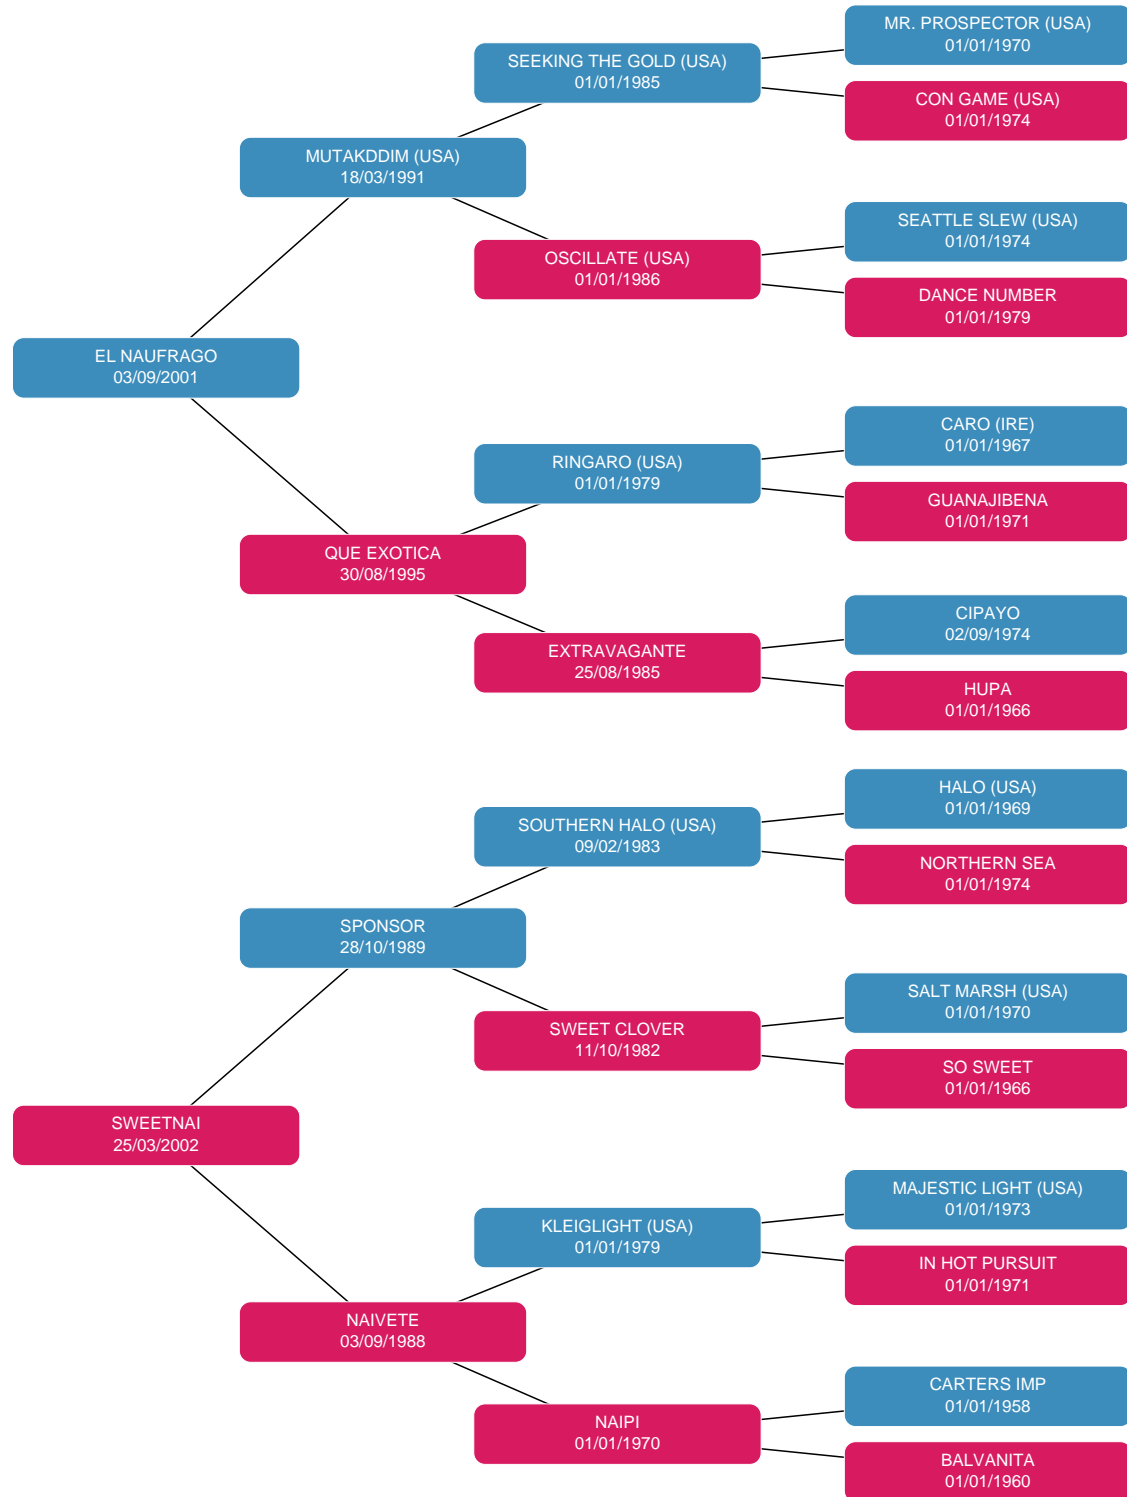 MR. PROSPECTOR (USA)
01/01/1970
SEEKING THE GOLD (USA)
01/01/1985
CON GAME (USA)
01/01/1974
MUTAKDDIM (USA)
18/03/1991
SEATTLE SLEW (USA)
01/01/1974
OSCILLATE (USA)
01/01/1986
DANCE NUMBER
01/01/1979
EL NAUFRAGO
03/09/2001
CARO (IRE)
01/01/1967
RINGARO (USA)
01/01/1979
GUANAJIBENA
01/01/1971
QUE EXOTICA
30/08/1995
CIPAYO
02/09/1974
EXTRAVAGANTE
25/08/1985
HUPA
01/01/1966
HALO (USA)
01/01/1969
SOUTHERN HALO (USA)
09/02/1983
NORTHERN SEA
01/01/1974
SPONSOR
28/10/1989
SALT MARSH (USA)
01/01/1970
SWEET CLOVER
11/10/1982
SO SWEET
01/01/1966
SWEETNAI
25/03/2002
MAJESTIC LIGHT (USA)
01/01/1973
KLEIGLIGHT (USA)
01/01/1979
IN HOT PURSUIT
01/01/1971
NAIVETE
03/09/1988
CARTERS IMP
01/01/1958
NAIPI
01/01/1970
BALVANITA
01/01/1960